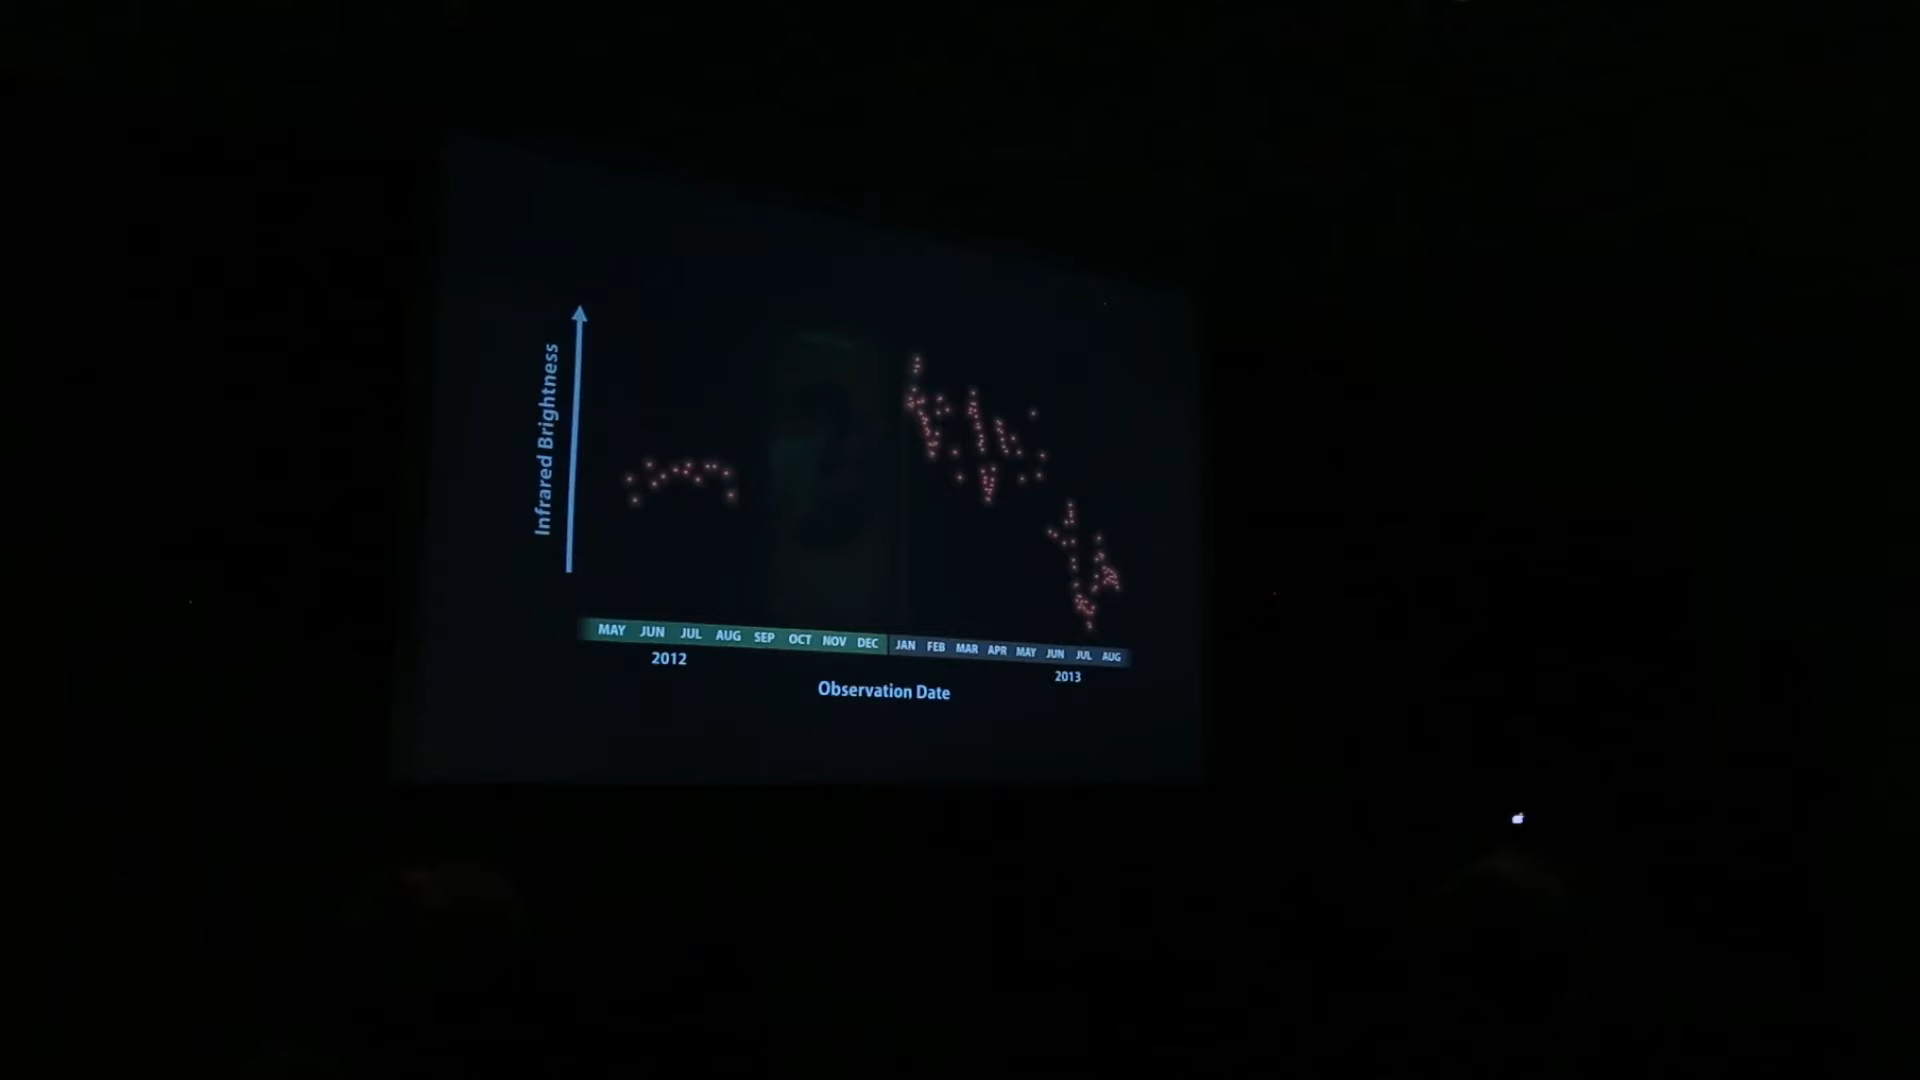 Infrared Brightness
MAY JUN JUL AUG SEP OCT NOV DEC JAN FEB MAR APR MAY JUN JUL AUG
2012 2013
Observation Date